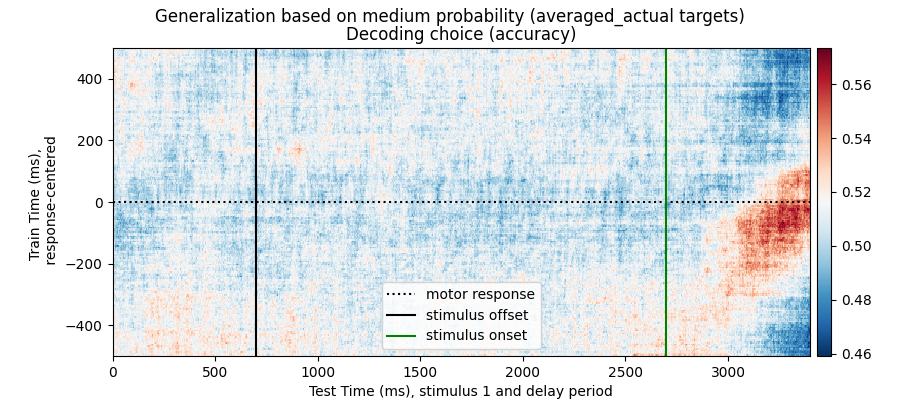 Generalization based on medium probability (averaged_actual targets)
Decoding choice (accuracy)
Train Time (ms),
response-centered
400
200
0
−200
−400
motor response
stimulus offset
stimulus onset
0.56
0.54
0.52
0.50
0.48
0.46
0 500 1000 1500 2000 2500 3000
Test Time (ms), stimulus 1 and delay period